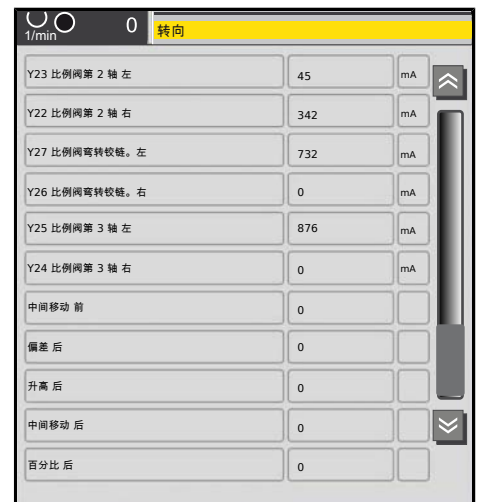 0
1/min
转向
Y23 比例阀第 2 轴 左 45 mA
Y22 比例阀第 2 轴 右 342 mA
Y27 比例阀弯转铰链。左 732 mA
Y26 比例阀弯转铰链。右 0 mA
Y25 比例阀第 3 轴 左 876 mA
Y24 比例阀第 3 轴 右 0 mA
中间移动 前 0
偏差 后 0
升高 后 0
中间移动 后 0
百分比 后 0